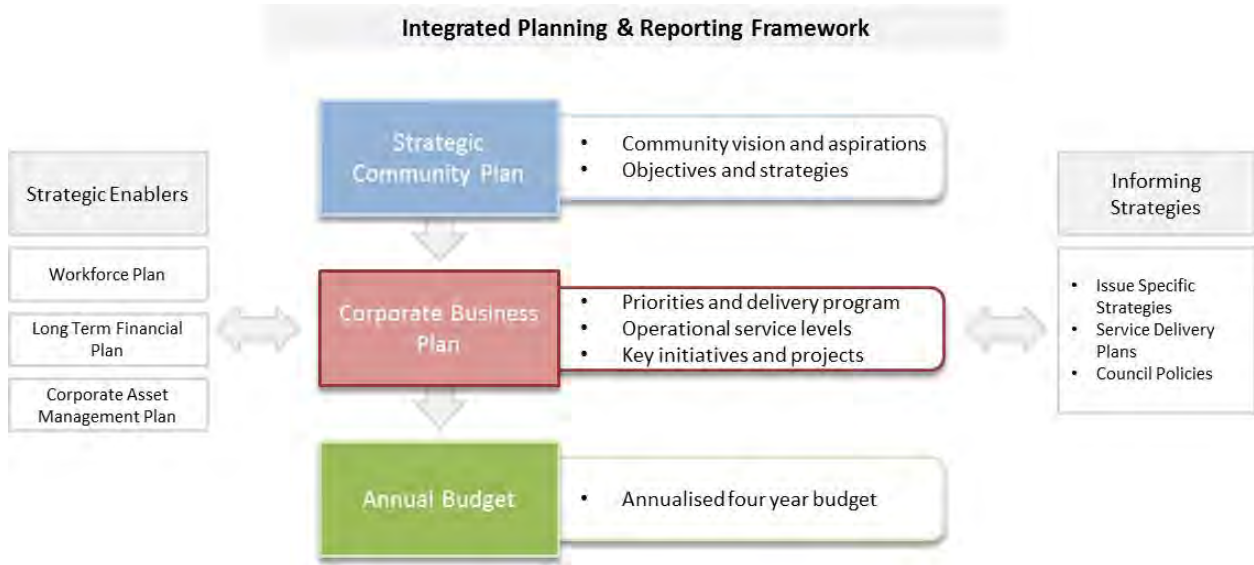 Integrated Planning & Reporting Framework
Strategic
Community Plan
• Community vision and aspirations
• Objectives and strategies
Strategic Enablers
Workforce Plan
Long Term Financial
Plan
Corporate Asset
Management Plan
Corporate Business
Plan
• Priorities and delivery program
• Operational service levels
• Key initiatives and projects
Informing
Strategies
• Issue Specific
Strategies
• Service Delivery
Plans
• Council Policies
Annual Budget
• Annualised four year budget